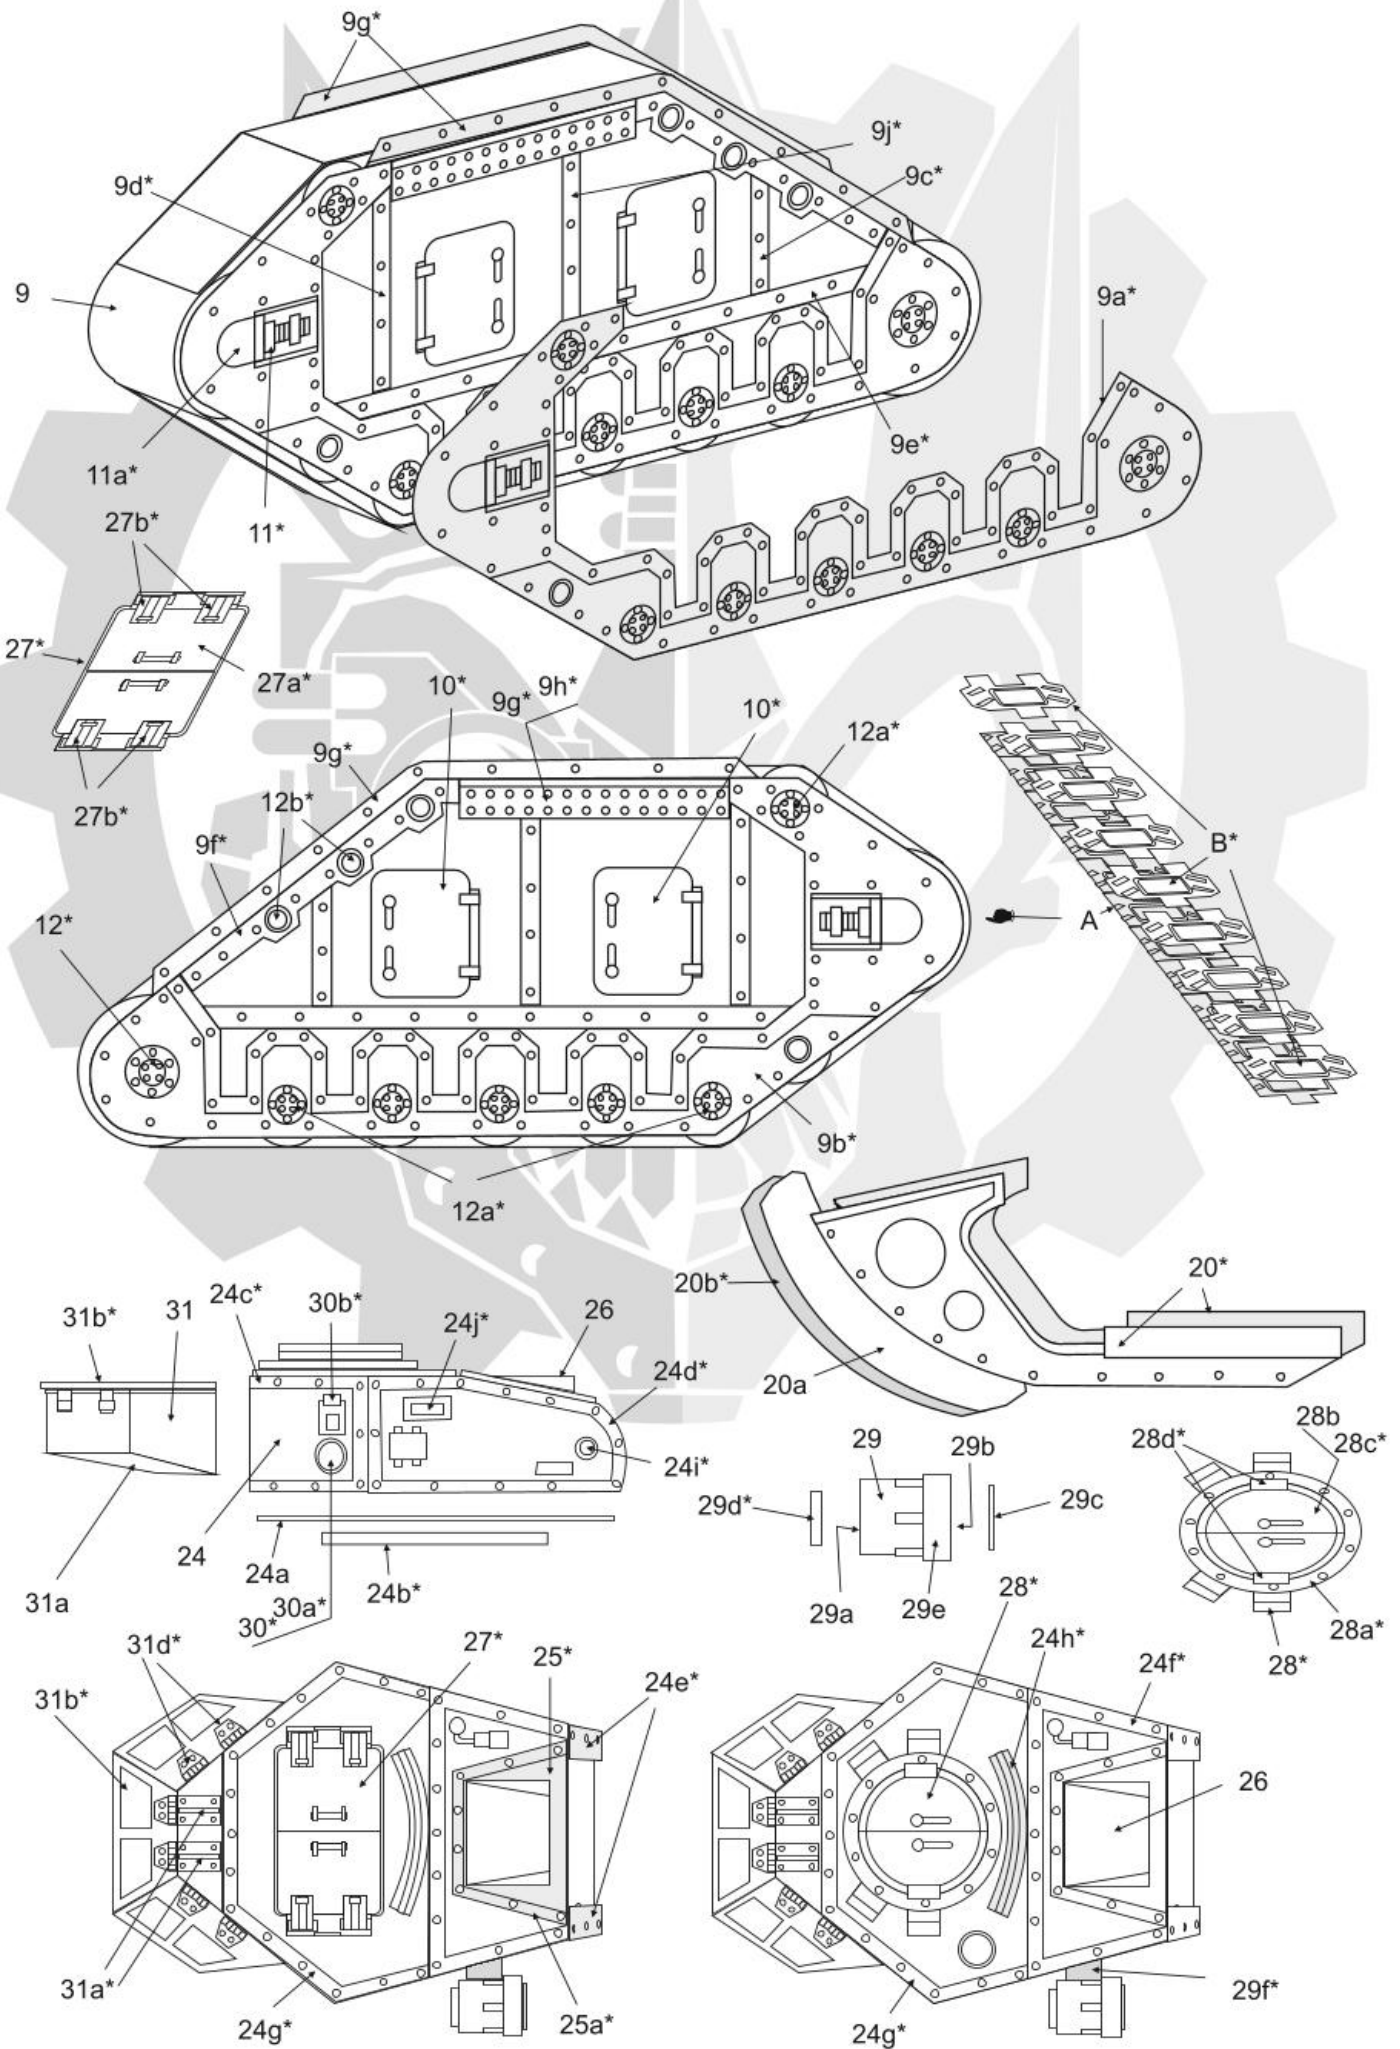 9g*
9j*
9d*
9c*
9
9a*
11a*
9e*
27b*
11*
27*
27a*
10*
9g*
9h*
10*
12a*
9g*
27b*
12b*
9f*
B*
12*
A
9b*
12a*
20b*
20*
31b*
31
24c*
30b*
24j*
26
24d*
20a
28b
28c*
28d*
29
29b
24i*
29d*
29c
24
24a
24b*
31a
29a
29e
28*
28a*
30a*
30*
28*
31d*
27*
25*
24h*
24f*
31b*
24e*
26
31a*
24g*
25a*
24g*
29f*